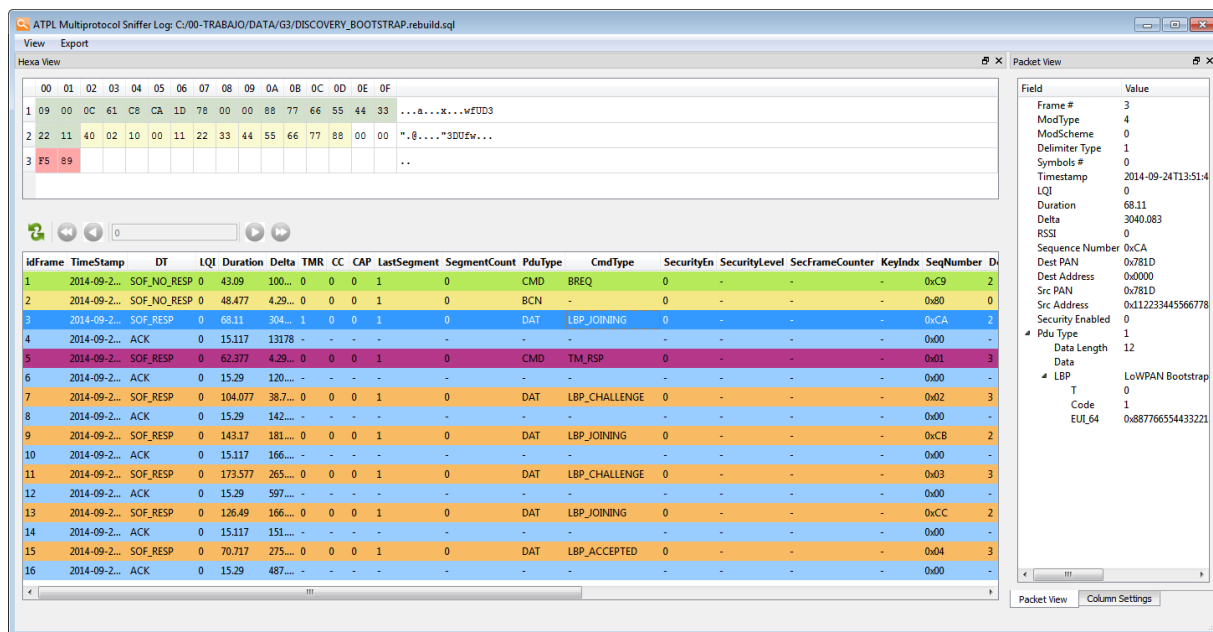 ATPL Multiprotocol Sniffer Log: C:/00-TRABAJO/DATA/G3/DISCOVERY_BOOTSTRAP.rebuild.sql
View Export
Hexa View
00 01 02 03 04 05 06 07 08 09 0A 0B 0C 0D 0E 0F
1 09 00 0C 61 C8 CA 1D 78 00 00 88 77 66 55 44 33 ...a...x...wfUD3
2 22 11 40 02 10 00 11 22 33 44 55 66 77 88 00 00 ".@...."3DUfw...
3 F5 89 ..
0
idFrame TimeStamp DT LQI Duration Delta TMR CC CAP LastSegment SegmentCount PduType CmdType SecurityEn SecurityLevel SecFrameCounter KeyIndx SeqNumber De
1 2014-09-2... SOF_NO_RESP 0 43.09 100... 0 0 0 1 0 CMD BREQ 0 - - - 0xC9 2
2 2014-09-2... SOF_NO_RESP 0 48.477 4.29... 0 0 0 1 0 BCN - 0 - - - 0x80 0
3 2014-09-2... SOF_RESP 0 68.11 304... 1 0 0 1 0 DAT LBP_JOINING 0 - - - 0xCA 2
4 2014-09-2... ACK 0 15.117 13178 - - - - - - - - - - - 0x00 -
5 2014-09-2... SOF_RESP 0 62.377 4.29... 0 0 0 1 0 CMD TM_RSP 0 - - - 0x01 3
6 2014-09-2... ACK 0 15.29 120.... - - - - - - - - - - - 0x00 -
7 2014-09-2... SOF_RESP 0 104.077 38.7... 0 0 0 1 0 DAT LBP_CHALLENGE 0 - - - 0x02 3
8 2014-09-2... ACK 0 15.29 142.... - - - - - - - - - - - 0x00 -
9 2014-09-2... SOF_RESP 0 143.17 181.... 0 0 0 1 0 DAT LBP_JOINING 0 - - - 0xCB 2
10 2014-09-2... ACK 0 15.117 166.... - - - - - - - - - - - 0x00 -
11 2014-09-2... SOF_RESP 0 173.577 265.... 0 0 0 1 0 DAT LBP_CHALLENGE 0 - - - 0x03 3
12 2014-09-2... ACK 0 15.29 597.... - - - - - - - - - - - 0x00 -
13 2014-09-2... SOF_RESP 0 126.49 166.... 0 0 0 1 0 DAT LBP_JOINING 0 - - - 0xCC 2
14 2014-09-2... ACK 0 15.117 151.... - - - - - - - - - - - 0x00 -
15 2014-09-2... SOF_RESP 0 70.717 275.... 0 0 0 1 0 DAT LBP_ACCEPTED 0 - - - 0x04 3
16 2014-09-2... ACK 0 15.29 487.... - - - - - - - - - - - 0x00 -
Packet View
Field Value
Frame # 3
ModType 4
ModScheme 0
Delimiter Type 1
Symbols # 0
Timestamp 2014-09-24T13:51:4
LQI 0
Duration 68.11
Delta 3040.083
RSSI 0
Sequence Number 0xCA
Dest PAN 0x781D
Dest Address 0x0000
Src PAN 0x781D
Src Address 0x112233445566778
Security Enabled 0
Pdu Type 1
Data Length 12
Data
LBP LoWPAN Bootstrap
T 0
Code 1
EUI_64 0x887766554433221
Packet View Column Settings